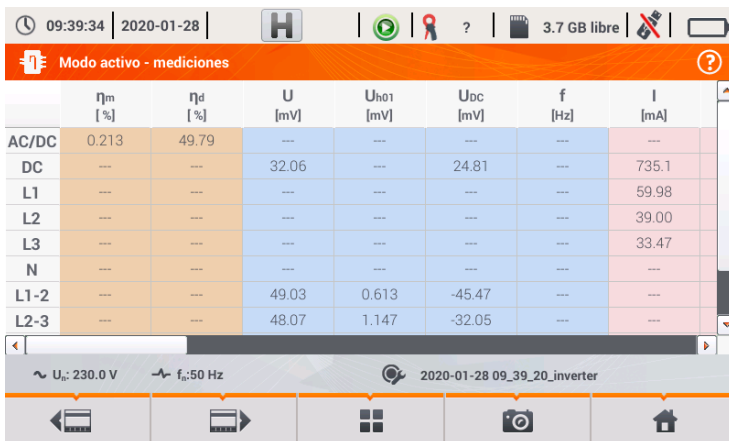 09:39:34 2020-01-28 H ? 3.7 GB libre
η Modo activo - mediciones ?
ηm ηd U Uh01 UDC f I
[ %] [ %] [mV] [mV] [mV] [Hz] [mA]
AC/DC 0.213 49.79 --- --- --- --- ---
DC --- --- 32.06 --- 24.81 --- 735.1
L1 --- --- --- --- --- --- 59.98
L2 --- --- --- --- --- --- 39.00
L3 --- --- --- --- --- --- 33.47
N --- --- --- --- --- --- ---
L1-2 --- --- 49.03 0.613 -45.47 --- ---
L2-3 --- --- 48.07 1.147 -32.05 --- ---
Un: 230.0 V fn:50 Hz 2020-01-28 09_39_20_inverter